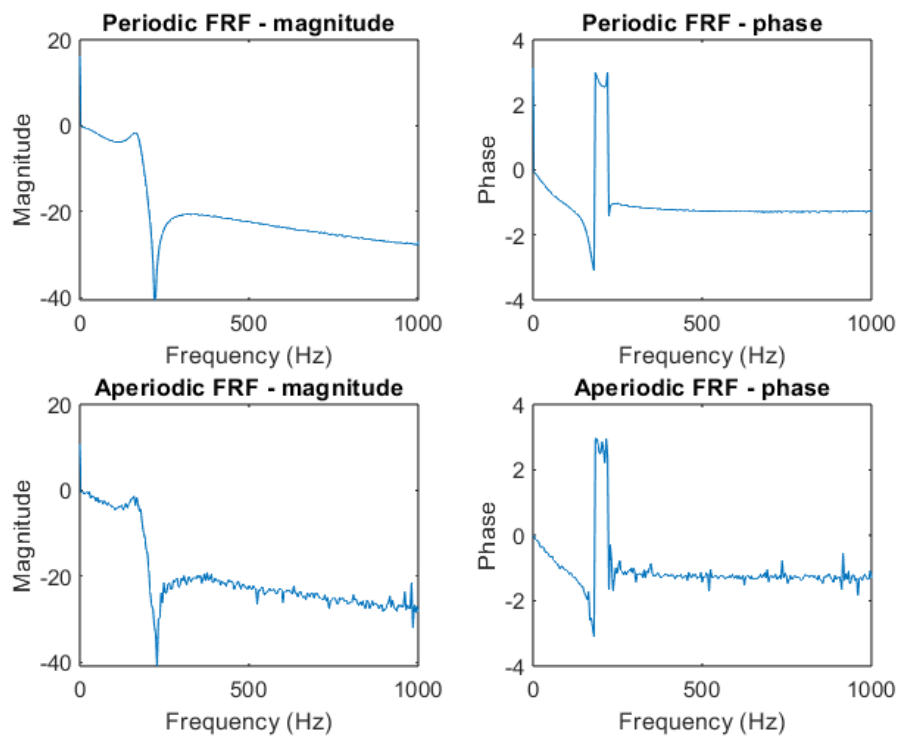 Periodic FRF - magnitude
20
0
-20
-40
Magnitude
0
500
1000
Frequency (Hz)
Periodic FRF - phase
4
2
0
-2
-4
Phase
0
500
1000
Frequency (Hz)
Aperiodic FRF - magnitude
20
0
-20
-40
Magnitude
0
500
1000
Frequency (Hz)
Aperiodic FRF - phase
4
2
0
-2
-4
Phase
0
500
1000
Frequency (Hz)